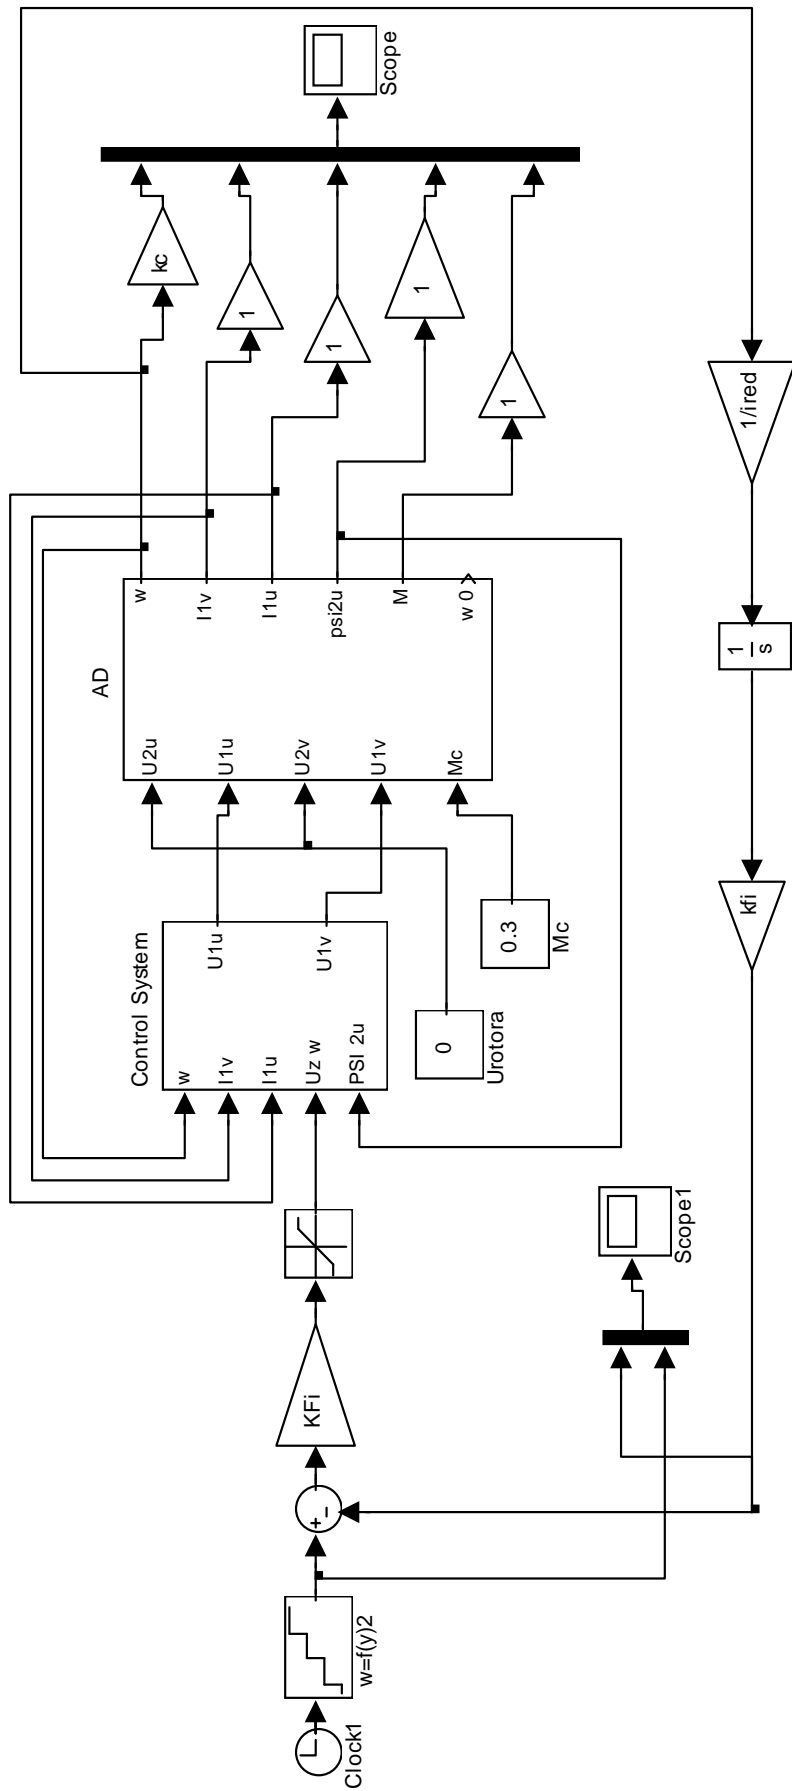 Clock1
w=f(y)2
+
-
KFi
Control System
w
I1v
I1u
Uz w
PSI 2u
U1u
U1v
0
Urotora
0.3
Mc
AD
U2u
U1u
U2v
U1v
Mc
w
I1v
I1u
psi2u
M
w 0
kc
1
1
1
1
Scope
Scope1
1/ired
1
s
kfi